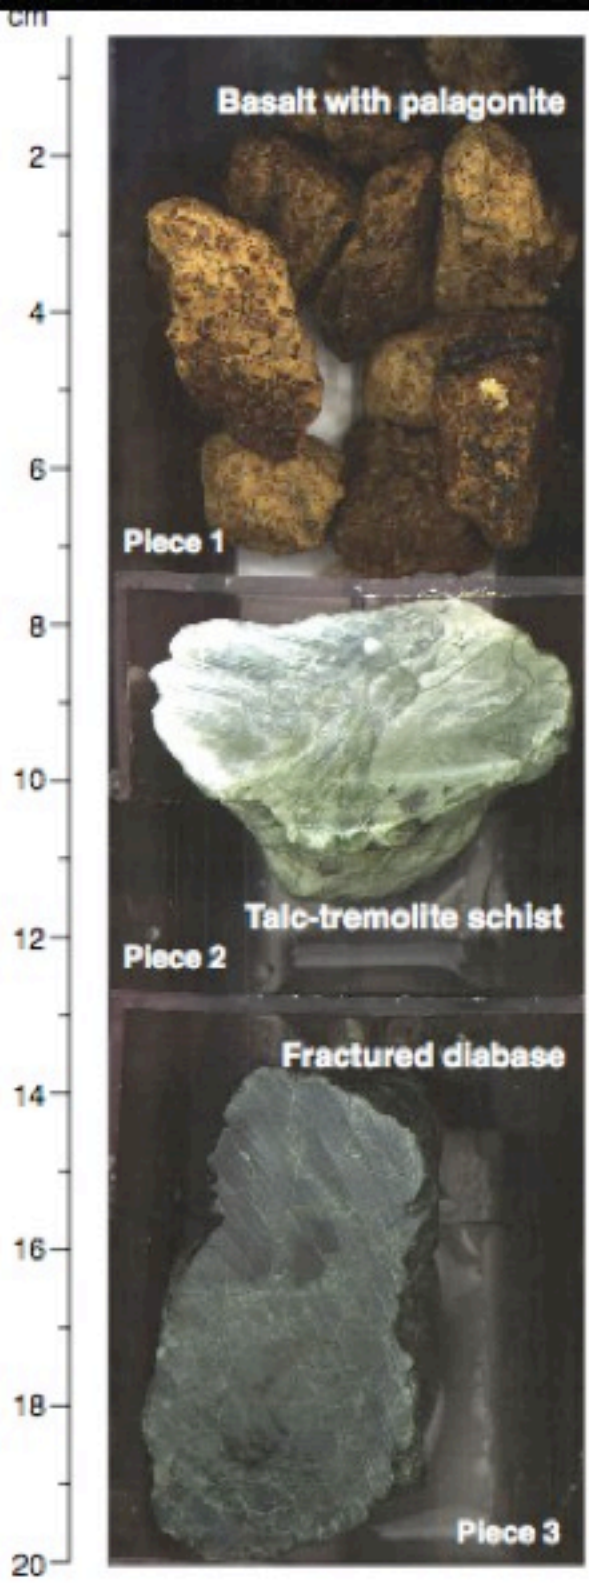 cm
Basalt with palagonite
2
4
6
Piece 1
8
10
Talc-tremolite schist
12
Piece 2
Fractured diabase
14
16
18
Piece 3
20